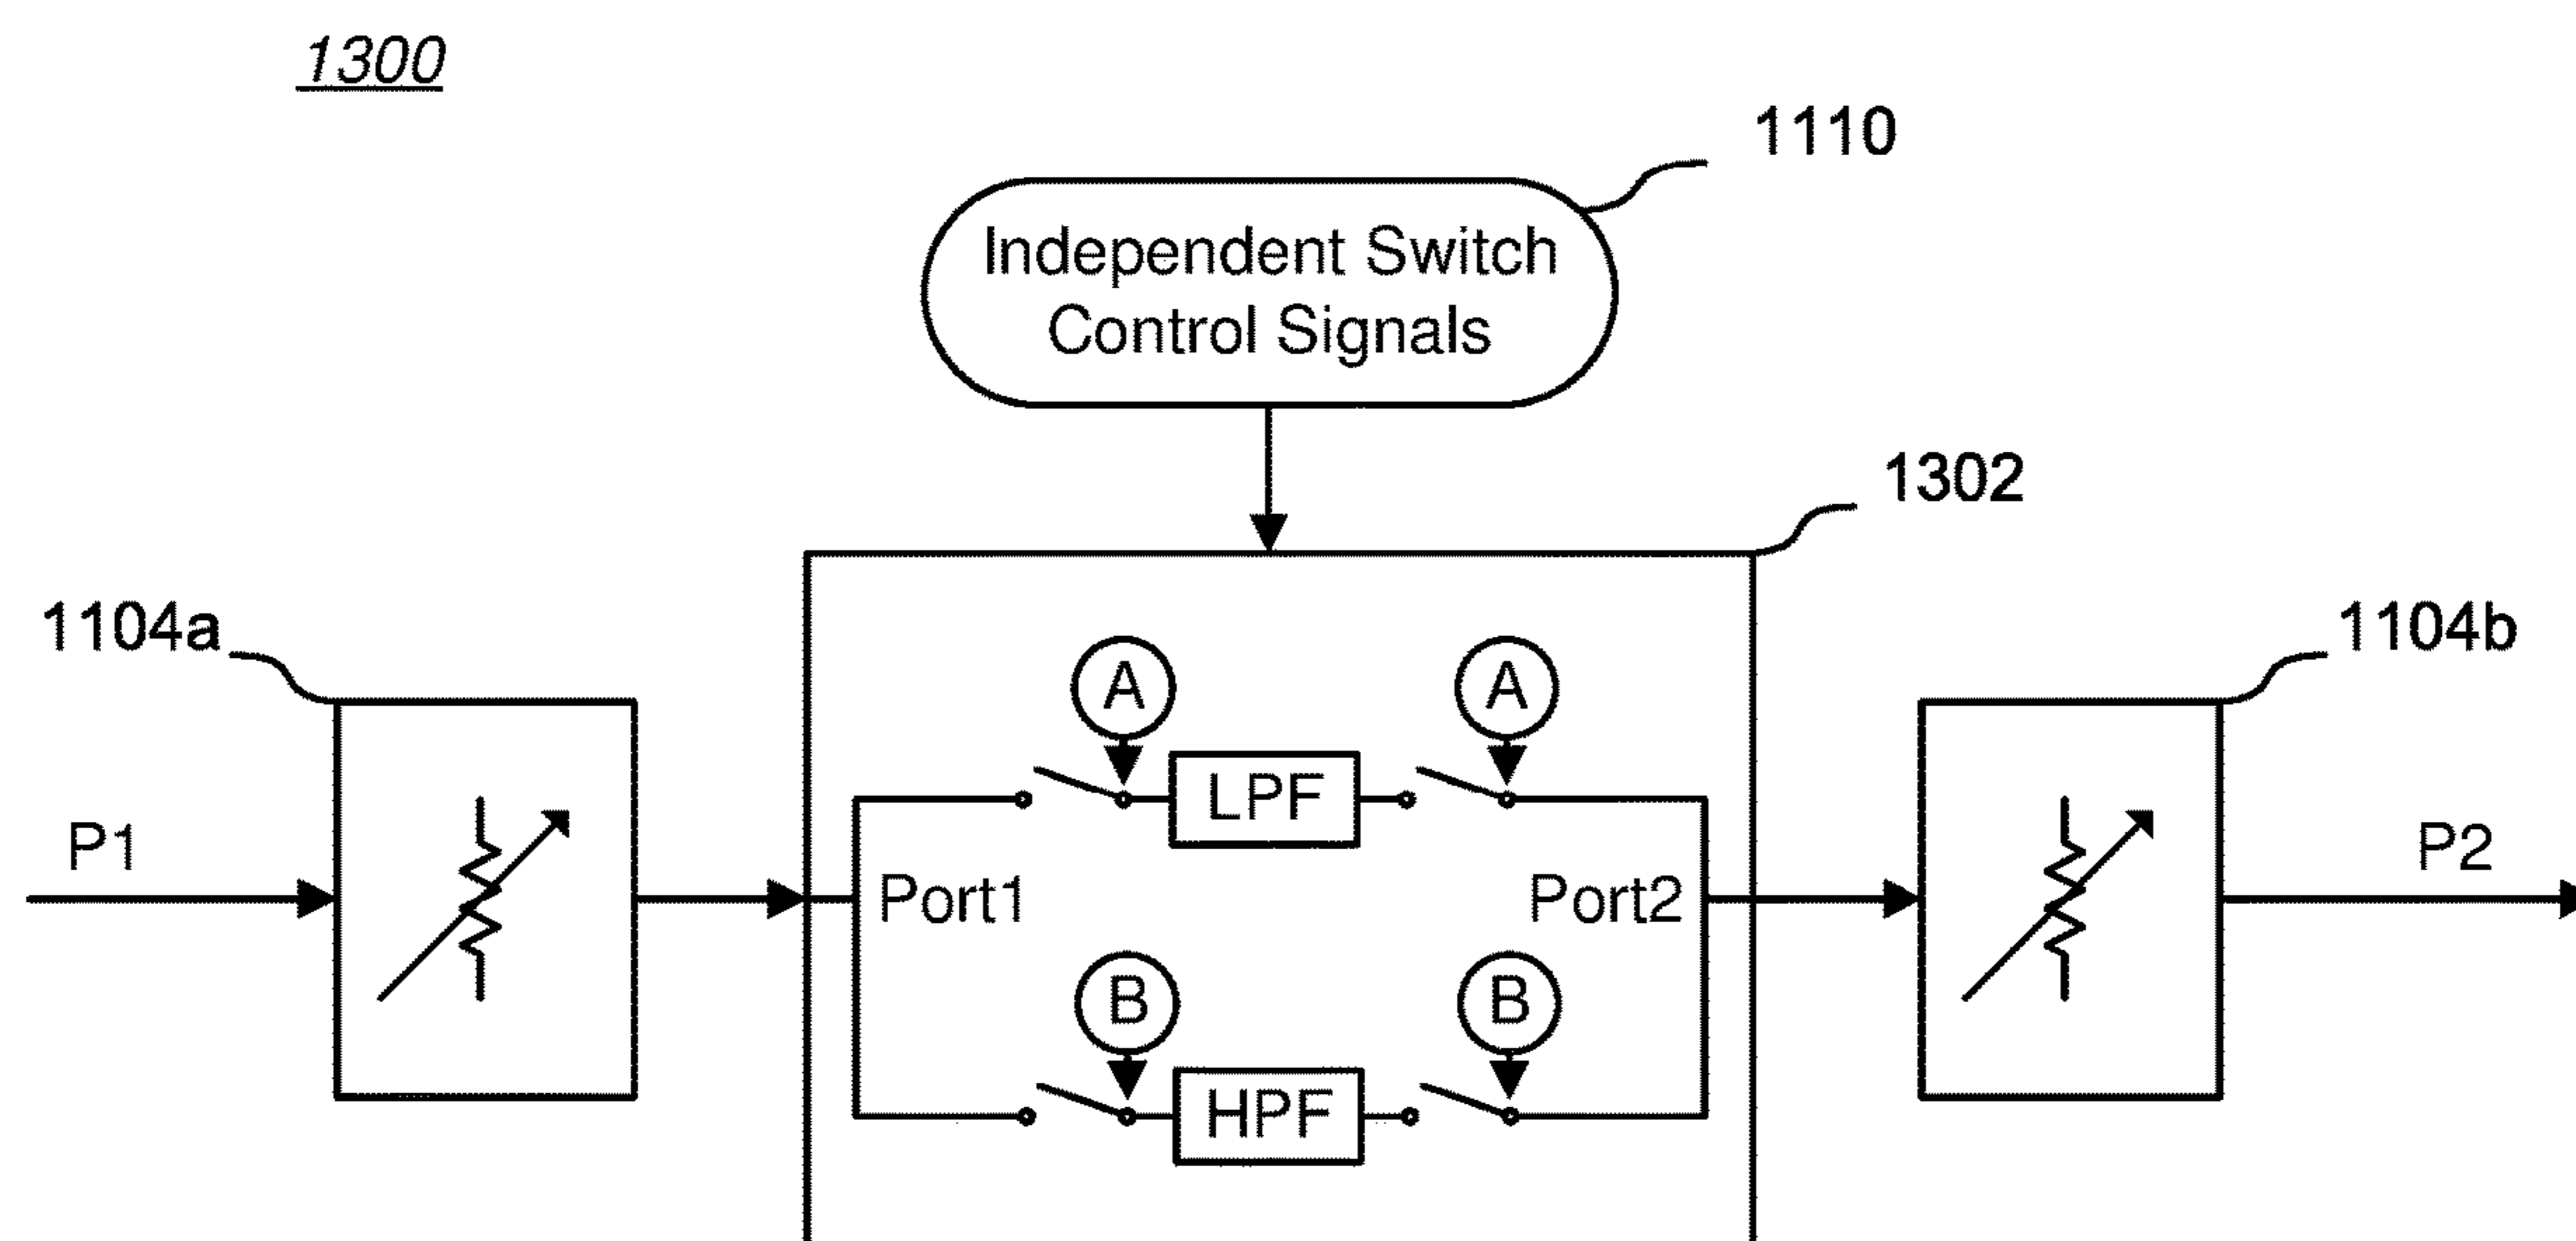 1300
1110
Independent Switch
Control Signals
1302
1104a
1104b
A
A
P1
LPF
P2
Port1
Port2
B
B
HPF